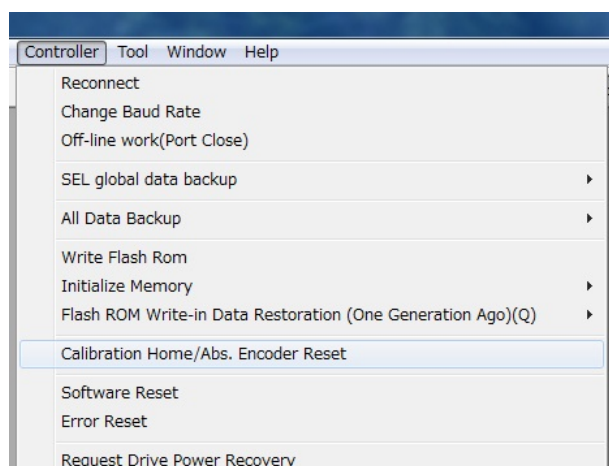 Controller Tool Window Help
Reconnect
Change Baud Rate
Off-line work(Port Close)
SEL global data backup
All Data Backup
Write Flash Rom
Initialize Memory
Flash ROM Write-in Data Restoration (One Generation Ago)(Q)
Calibration Home/Abs. Encoder Reset
Software Reset
Error Reset
Request Drive Power Recovery